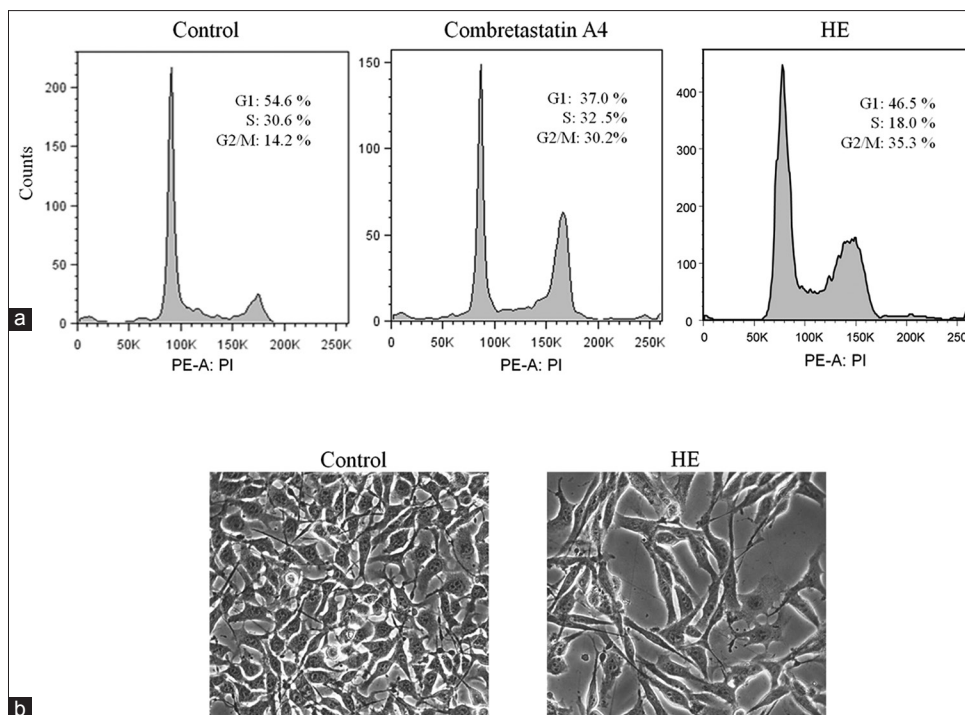 a
Control
Counts
200
150
100
50
0
G1: 54.6 %
S: 30.6 %
G2/M: 14.2 %
0 50K 100K 150K 200K 250K
PE-A: PI
Combretastatin A4
150
100
50
0
G1: 37.0 %
S: 32 .5%
G2/M: 30.2%
0 50K 100K 150K 200K 250K
PE-A: PI
HE
400
300
200
100
0
G1: 46.5 %
S: 18.0 %
G2/M: 35.3 %
0 50K 100K 150K 200K 250K
PE-A: PI
b
Control
HE